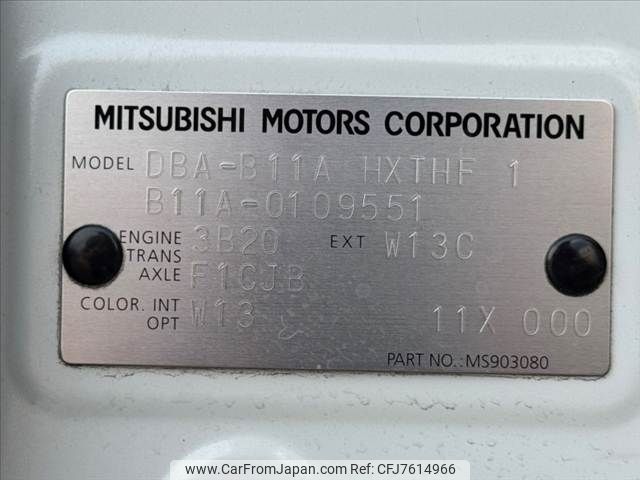 MITSUBISHI MOTORS CORPORATION
MODEL DBA-B11A HXTHF 1
B11A-0109551
ENGINE 3B20 EXT W13C
TRANS
AXLE F1CJB
COLOR. INT W13
OPT 11X 000
PART NO.: MS903080
www.CarFromJapan.com - CFJ7614966